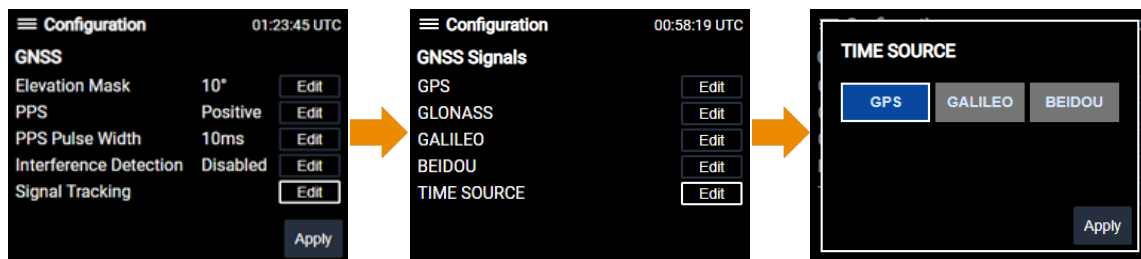 Configuration 01:23:45 UTC
GNSS
Elevation Mask 10° Edit
PPS Positive Edit
PPS Pulse Width 10ms Edit
Interference Detection Disabled Edit
Signal Tracking Edit
Apply
Configuration 00:58:19 UTC
GNSS Signals
GPS Edit
GLONASS Edit
GALILEO Edit
BEIDOU Edit
TIME SOURCE Edit
TIME SOURCE
GPS GALILEO BEIDOU
Apply